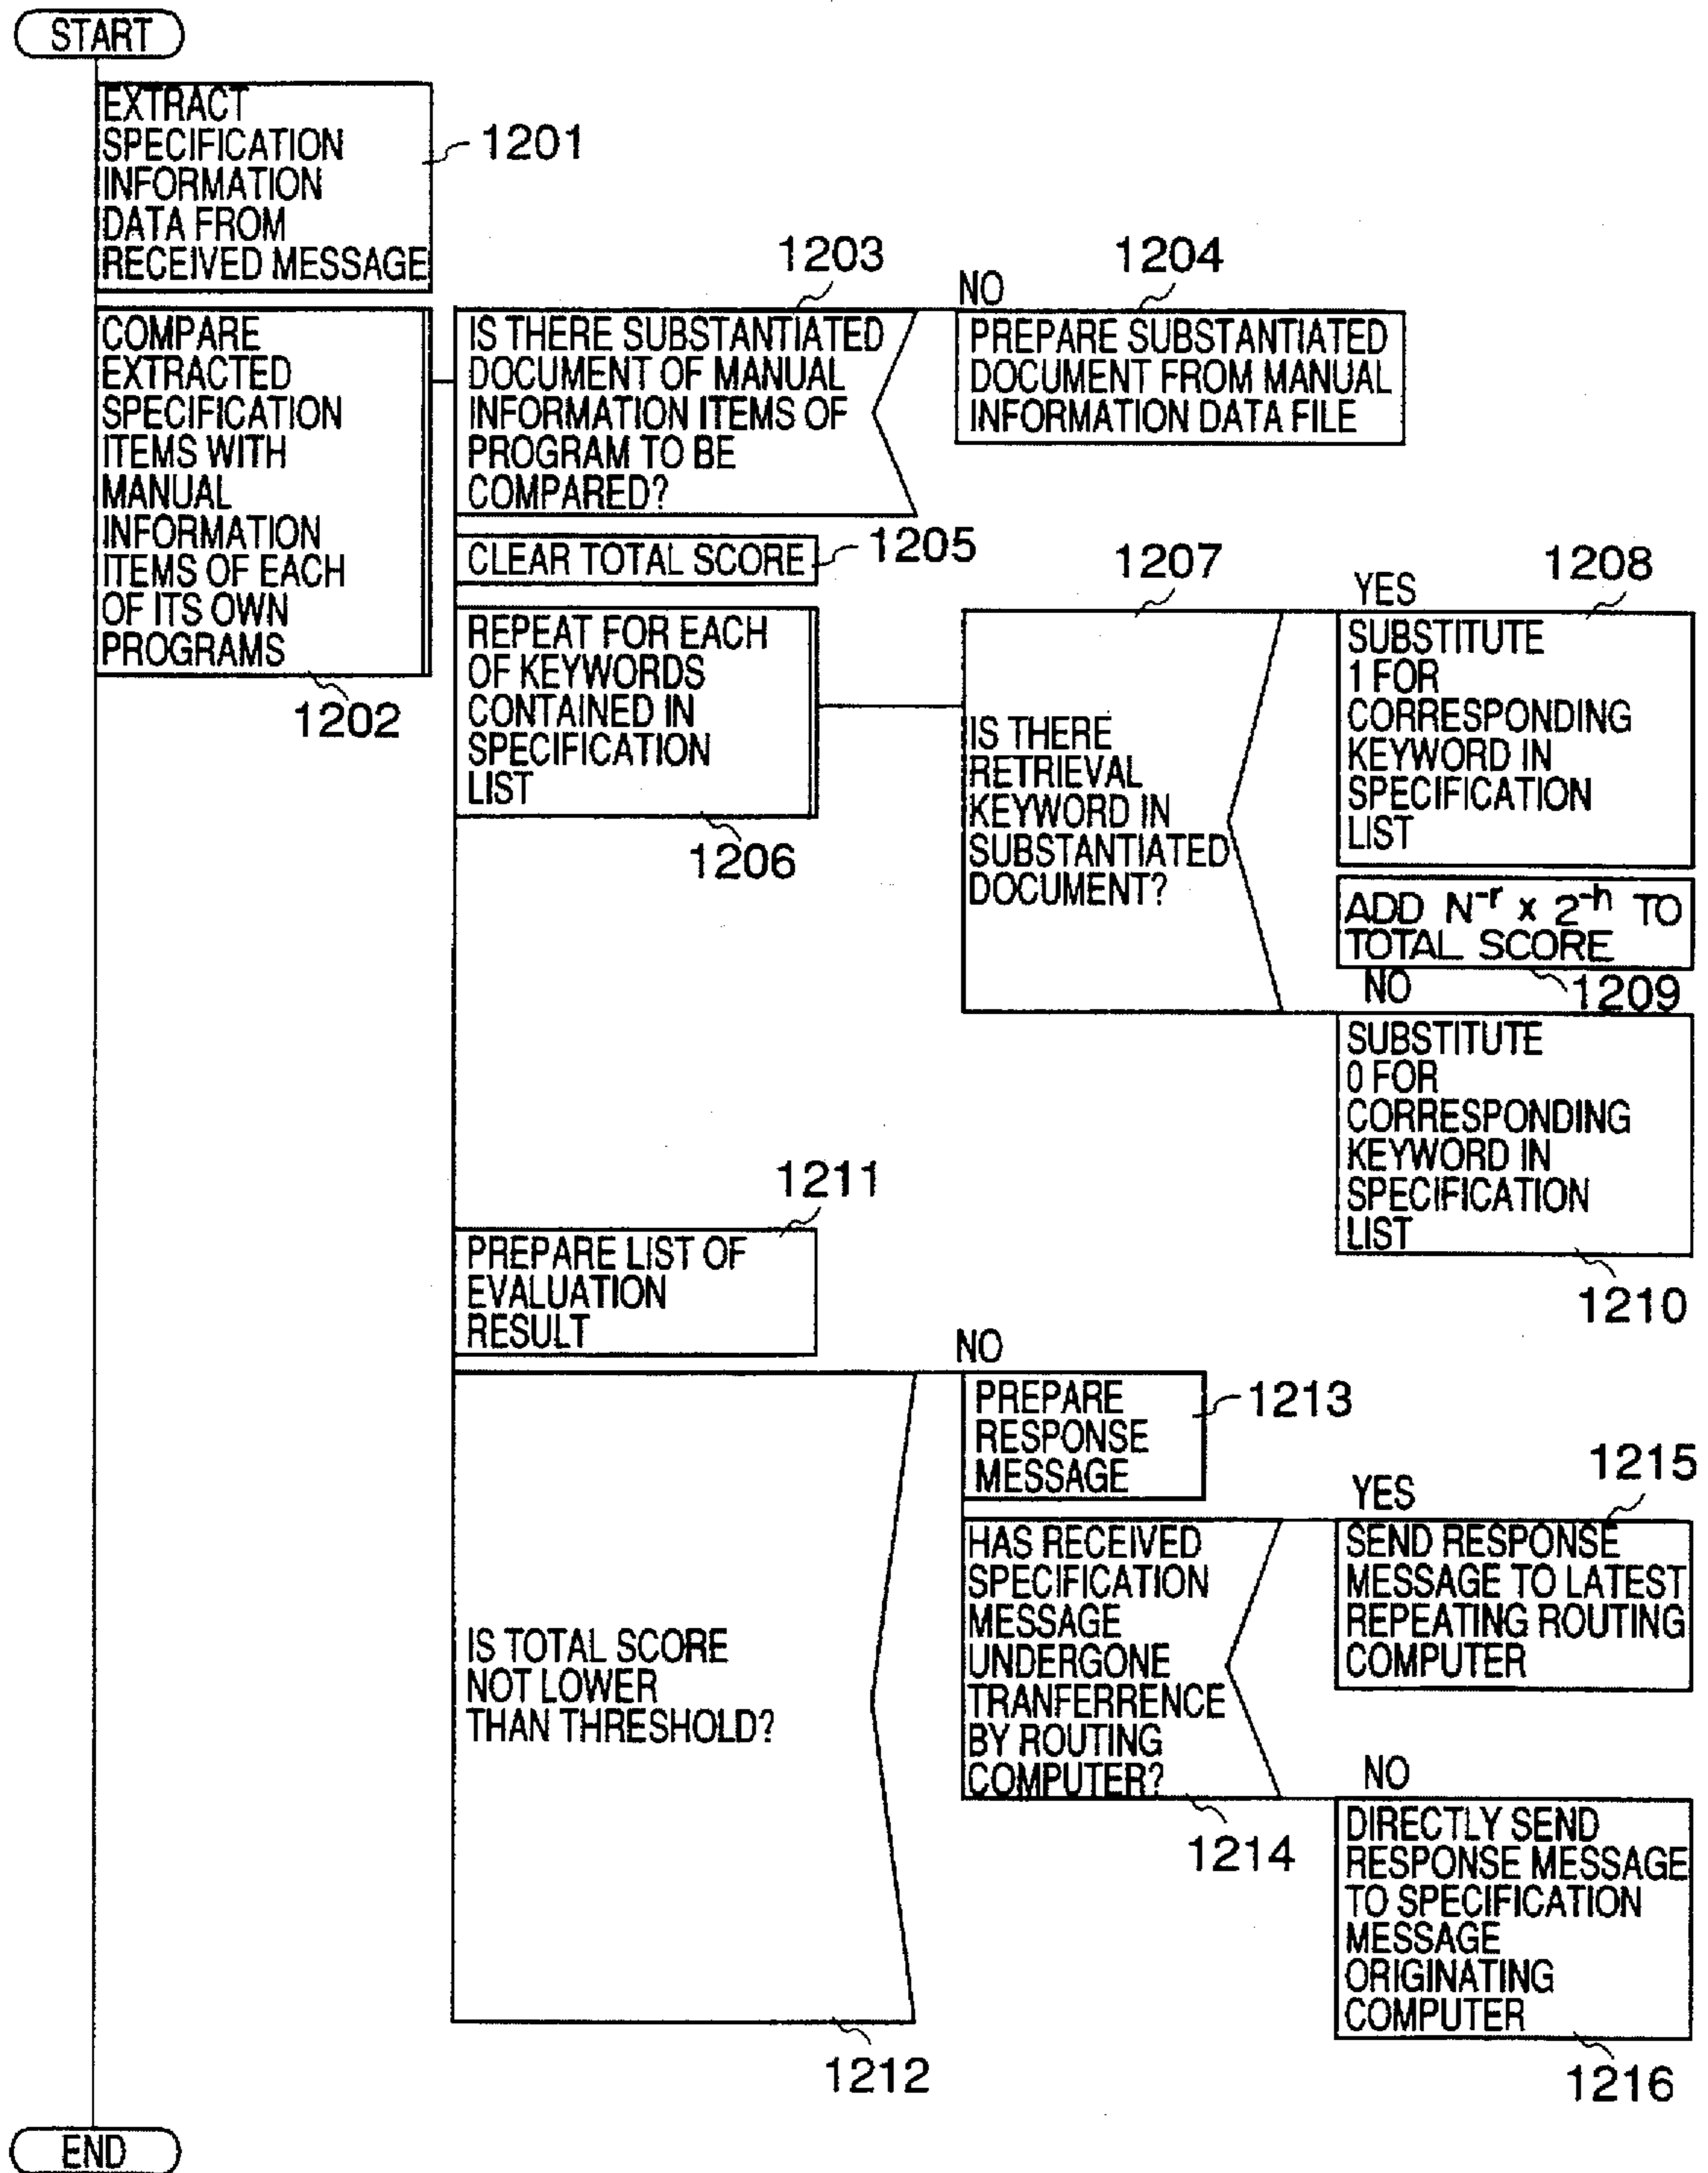 START
EXTRACT
SPECIFICATION
INFORMATION
DATA FROM
RECEIVED MESSAGE
1201
COMPARE
EXTRACTED
SPECIFICATION
ITEMS WITH
MANUAL
INFORMATION
ITEMS OF EACH
OF ITS OWN
PROGRAMS
1202
1203
IS THERE SUBSTANTIATED
DOCUMENT OF MANUAL
INFORMATION ITEMS OF
PROGRAM TO BE
COMPARED?
NO
1204
PREPARE SUBSTANTIATED
DOCUMENT FROM MANUAL
INFORMATION DATA FILE
CLEAR TOTAL SCORE
1205
REPEAT FOR EACH
OF KEYWORDS
CONTAINED IN
SPECIFICATION
LIST
1206
1207
IS THERE
RETRIEVAL
KEYWORD IN
SUBSTANTIATED
DOCUMENT?
YES
1208
SUBSTITUTE
1 FOR
CORRESPONDING
KEYWORD IN
SPECIFICATION
LIST
ADD N⁻ʳ x 2⁻ʰ TO
TOTAL SCORE
1209
NO
SUBSTITUTE
0 FOR
CORRESPONDING
KEYWORD IN
SPECIFICATION
LIST
1210
1211
PREPARE LIST OF
EVALUATION
RESULT
IS TOTAL SCORE
NOT LOWER
THAN THRESHOLD?
1212
NO
PREPARE
RESPONSE
MESSAGE
1213
HAS RECEIVED
SPECIFICATION
MESSAGE
UNDERGONE
TRANFERRENCE
BY ROUTING
COMPUTER?
1214
YES
1215
SEND RESPONSE
MESSAGE TO LATEST
REPEATING ROUTING
COMPUTER
NO
DIRECTLY SEND
RESPONSE MESSAGE
TO SPECIFICATION
MESSAGE
ORIGINATING
COMPUTER
1216
END